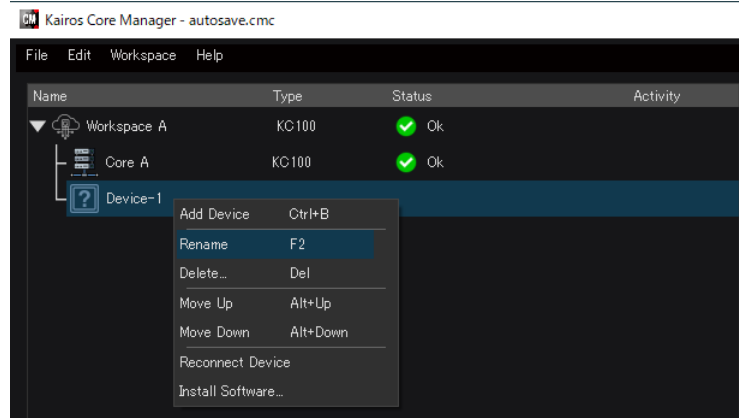 CM Kairos Core Manager - autosave.cmc
File Edit Workspace Help
Name Type Status Activity
Workspace A KC100 Ok
Core A KC100 Ok
? Device-1
Add Device Ctrl+B
Rename F2
Delete... Del
Move Up Alt+Up
Move Down Alt+Down
Reconnect Device
Install Software...